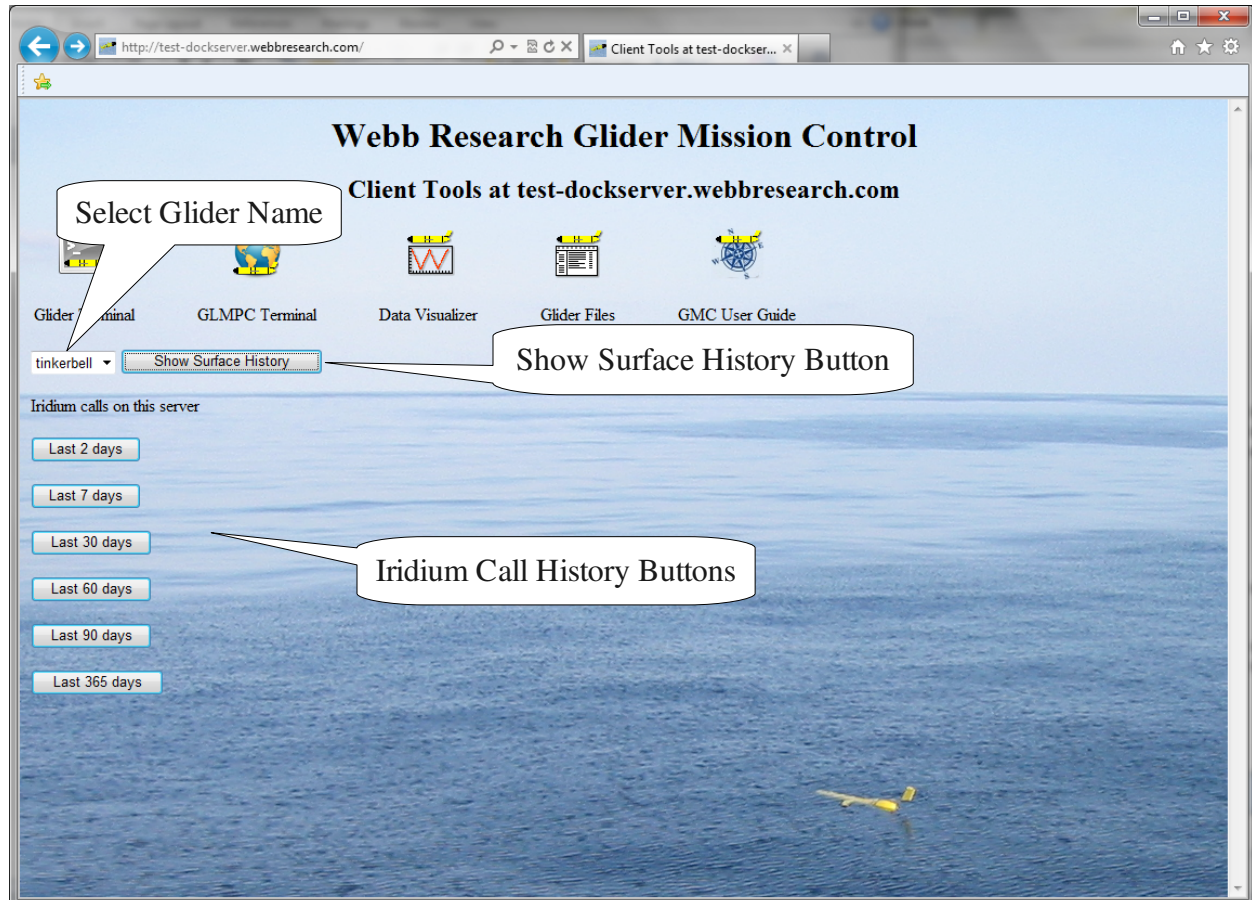 http://test-dockserver.webbresearch.com/
Client Tools at test-dockser...
Webb Research Glider Mission Control
Client Tools at test-dockserver.webbresearch.com
Select Glider Name
N
W
E
S
Glider Terminal
GLMPC Terminal
Data Visualizer
Glider Files
GMC User Guide
tinkerbell
Show Surface History
Show Surface History Button
Iridium calls on this server
Last 2 days
Last 7 days
Last 30 days
Iridium Call History Buttons
Last 60 days
Last 90 days
Last 365 days